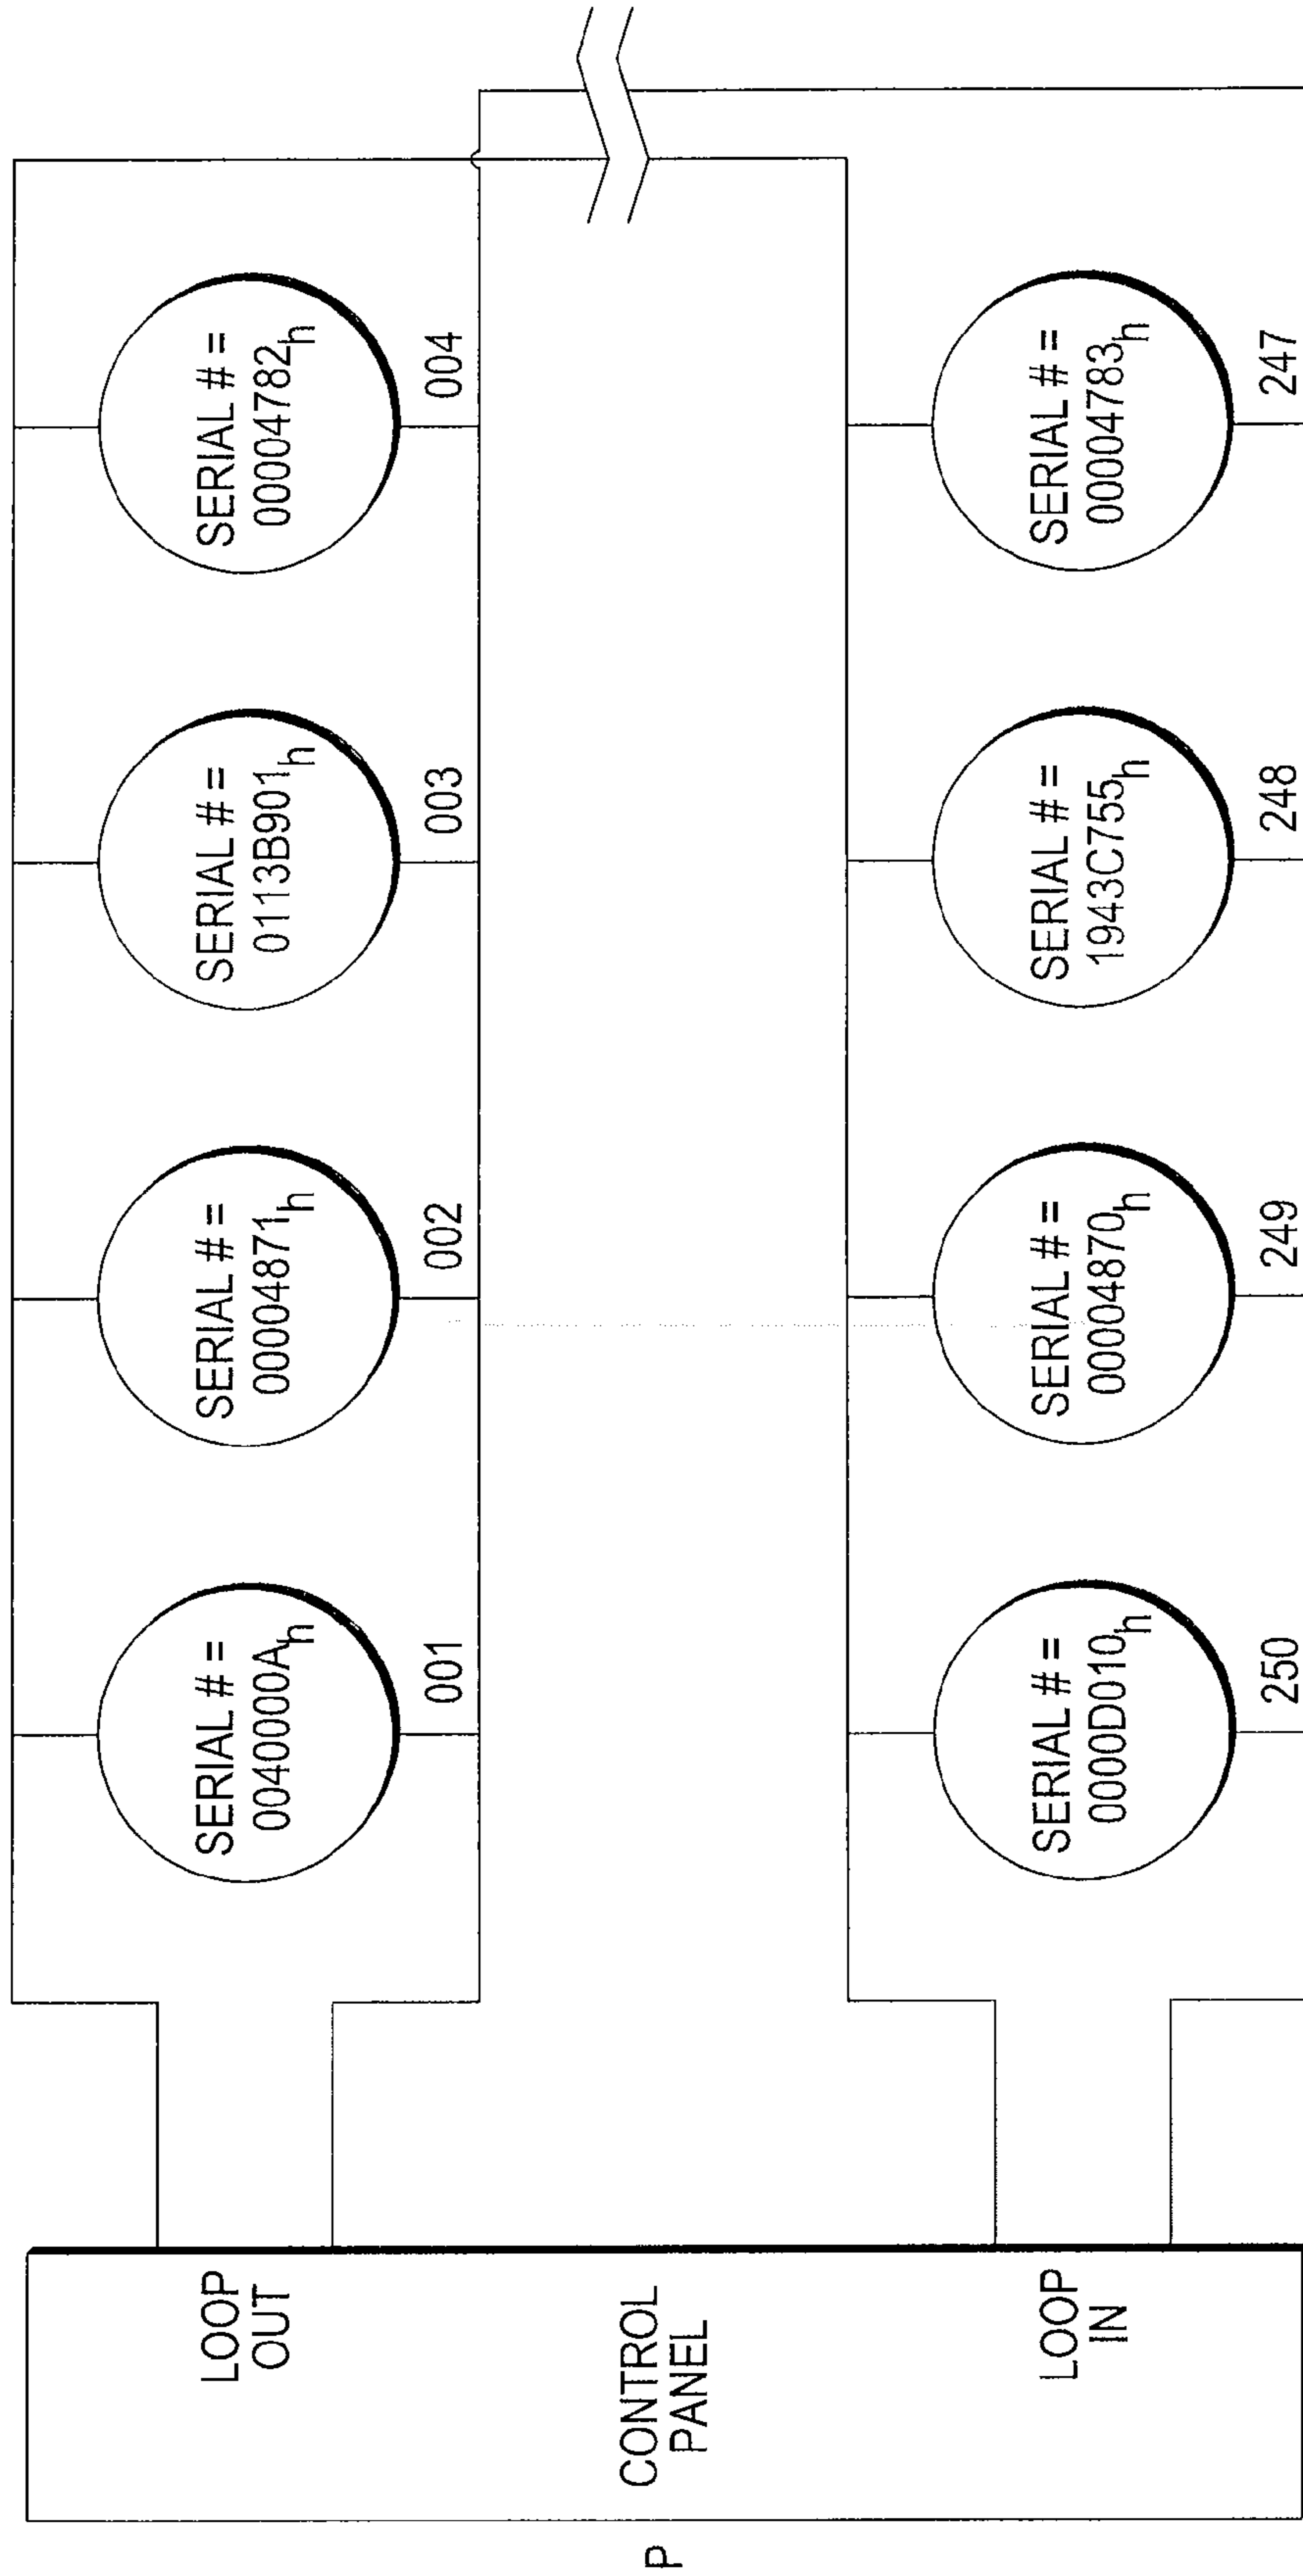 P
CONTROL
PANEL
LOOP
OUT
LOOP
IN
SERIAL # =
0040000Ah
001
SERIAL # =
00004871h
002
SERIAL # =
0113B901h
003
SERIAL # =
00004782h
004
SERIAL # =
0000D010h
250
SERIAL # =
00004870h
249
SERIAL # =
1943C755h
248
SERIAL # =
00004783h
247